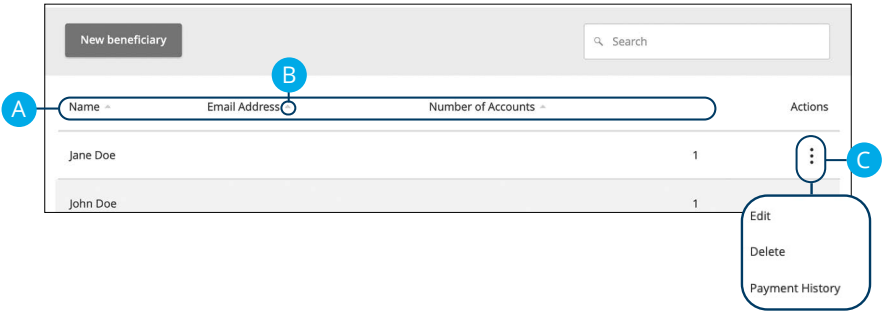 New beneficiary
Search
B
A
Name Email Address Number of Accounts Actions
Jane Doe 1
C
John Doe 1
Edit
Delete
Payment History